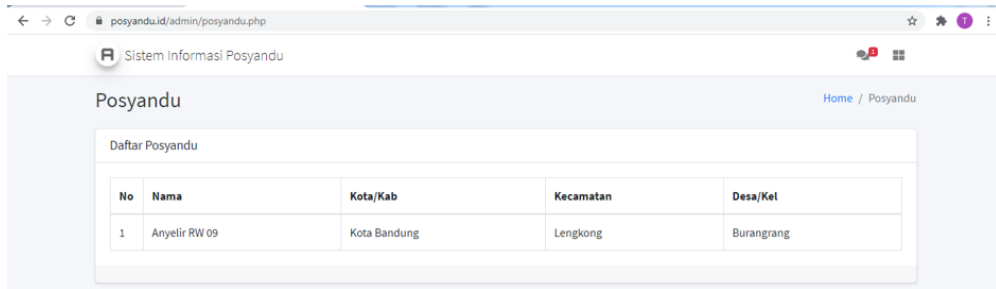 posyandu.id/admin/posyandu.php
T
Sistem Informasi Posyandu
1
Posyandu
Home / Posyandu
Daftar Posyandu
No Nama Kota/Kab Kecamatan Desa/Kel
1 Anyelir RW 09 Kota Bandung Lengkong Burangrang